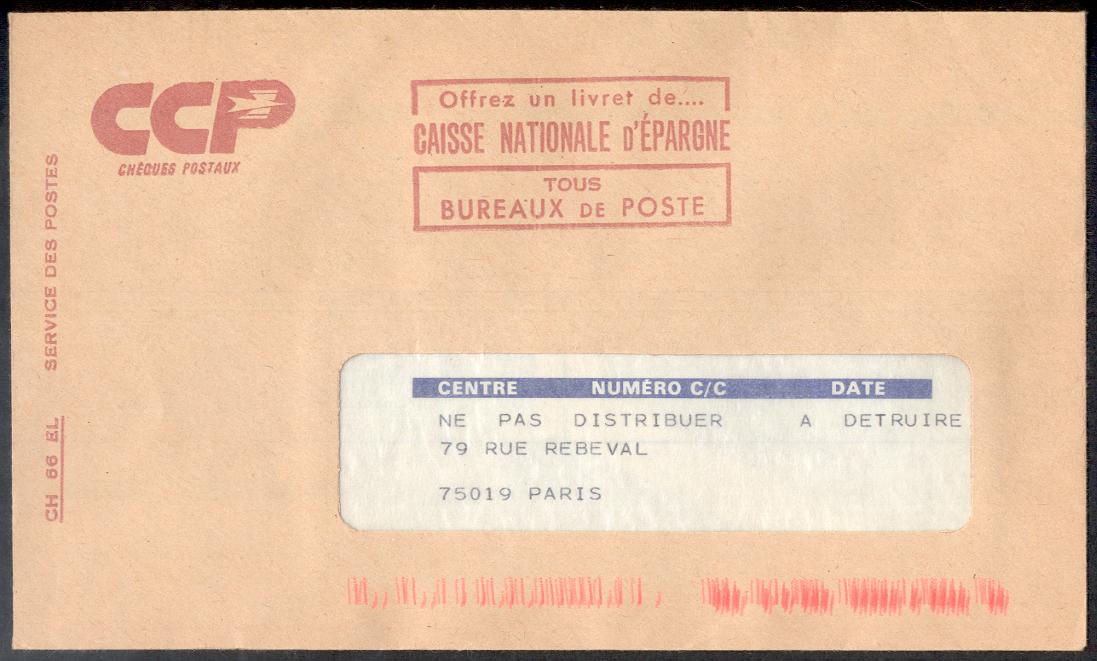 CCP
CHÈQUES POSTAUX
Offrez un livret de....
CAISSE NATIONALE D'ÉPARGNE
TOUS
BUREAUX DE POSTE
CH 66 EL SERVICE DES POSTES
CENTRE NUMÉRO C/C DATE
NE PAS DISTRIBUER A DETRUIRE
79 RUE REBEVAL
75019 PARIS